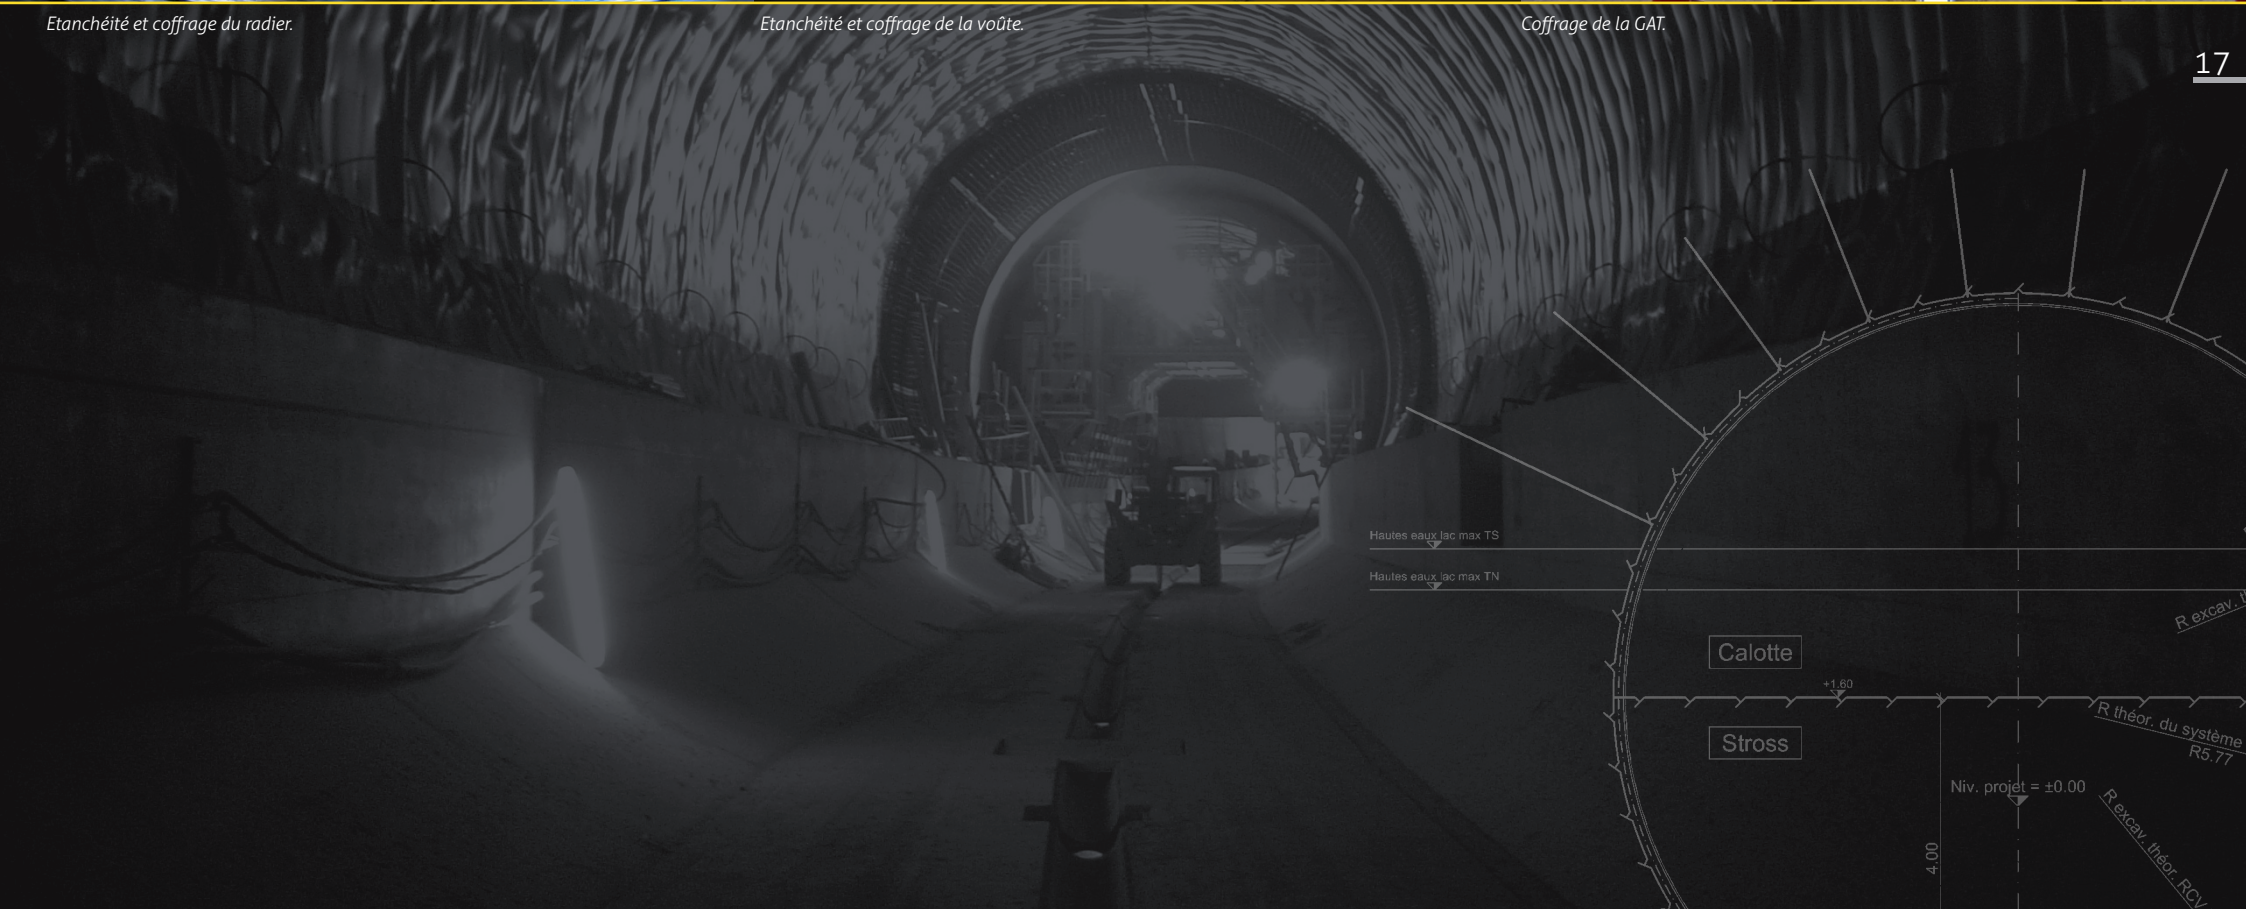 Etanchéité et coffrage du radier.
Etanchéité et coffrage de la voûte.
Coffrage de la GAT.
17
Hautes eaux lac max TS
Hautes eaux lac max TN
R excav.
Calotte
+1.60
R théor. du système
R5.77
Stross
Niv. projet = ±0.00
R excav. théor. RCV
4.00